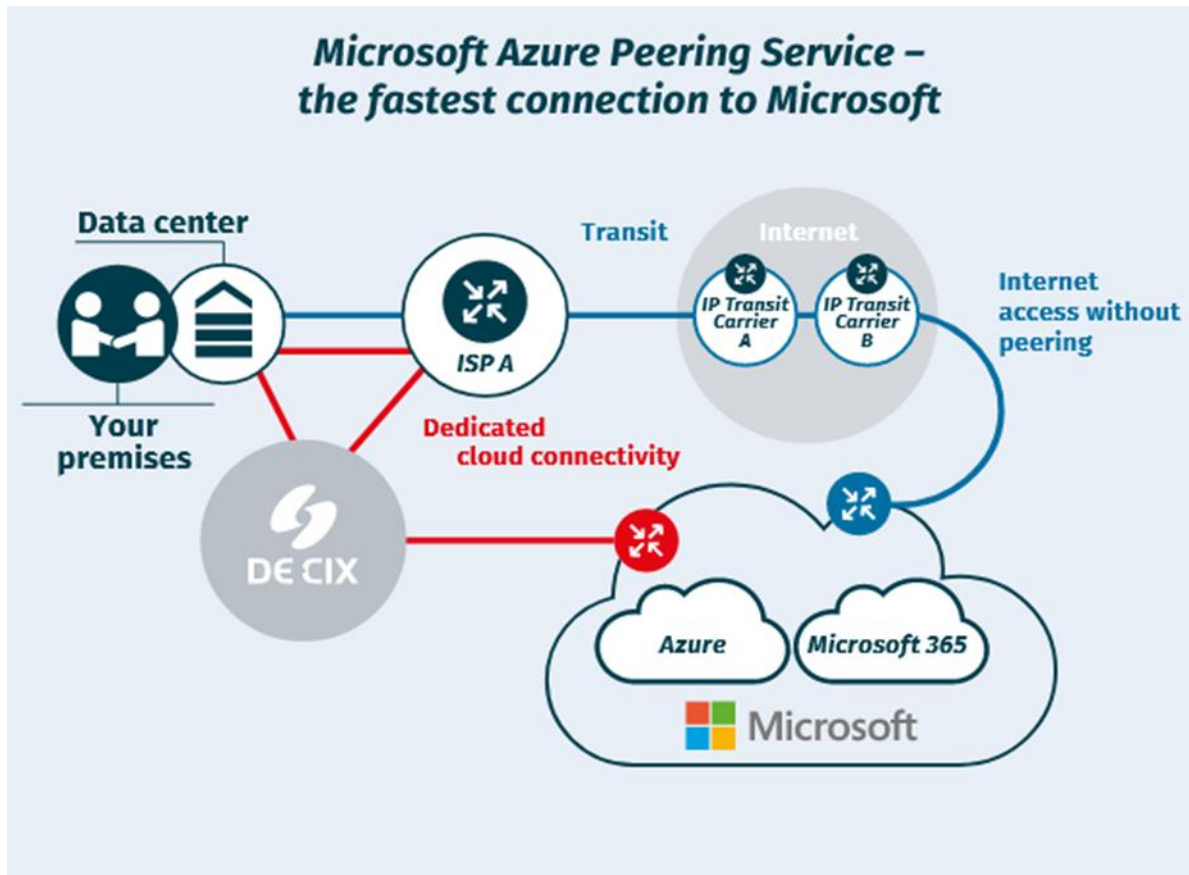 Microsoft Azure Peering Service –
the fastest connection to Microsoft
Data center
Your
premises
ISP A
Transit
Internet
IP Transit
Carrier
A
IP Transit
Carrier
B
Internet
access without
peering
Dedicated
cloud connectivity
DE CIX
Azure
Microsoft 365
Microsoft